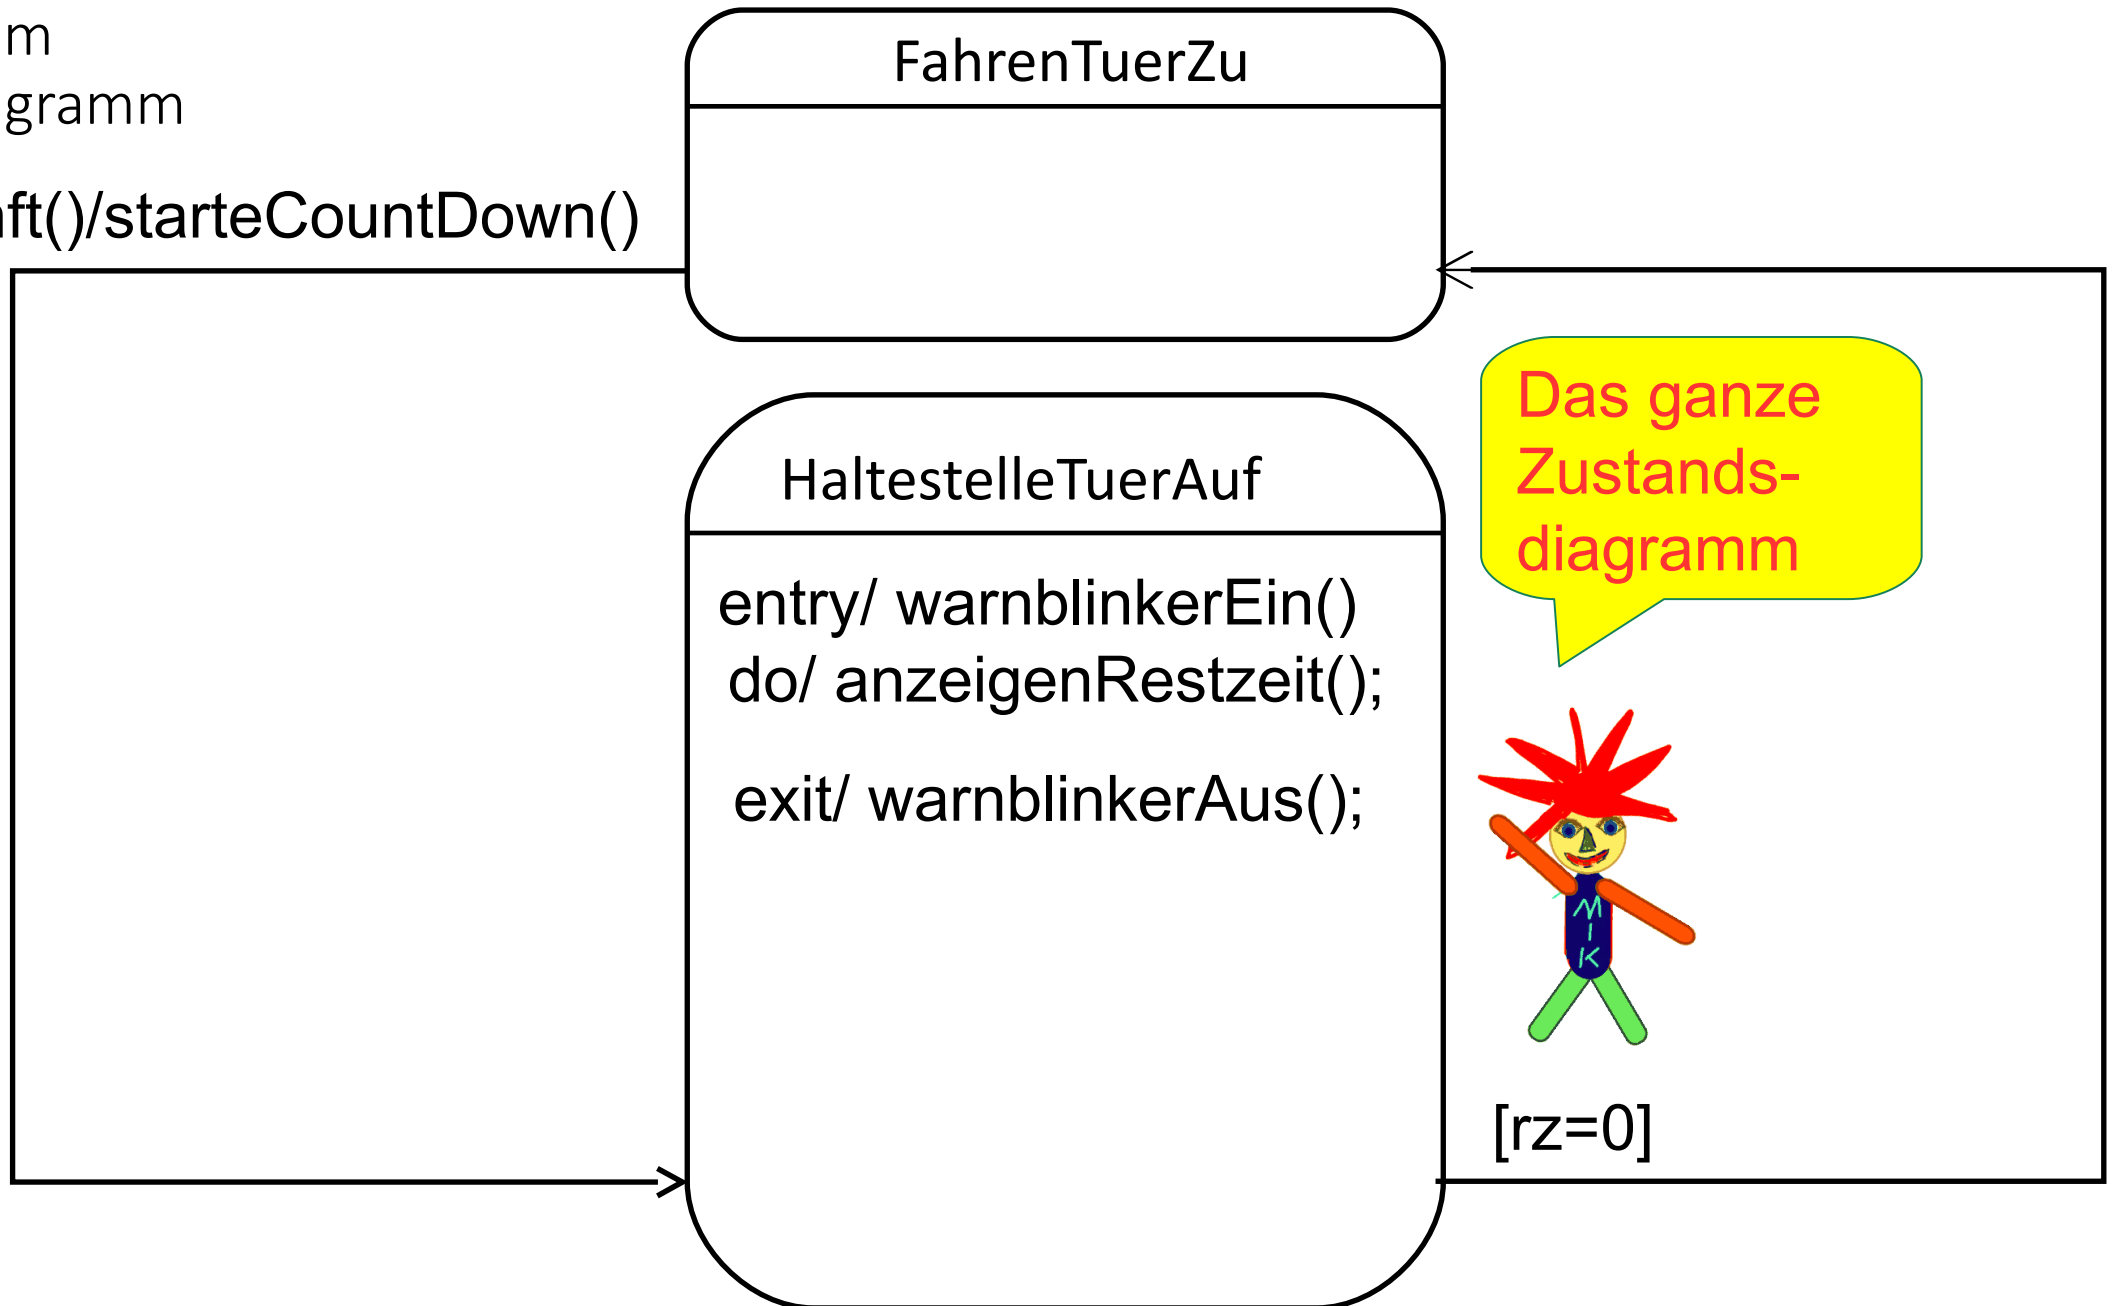 m
gramm
FahrenTuerZu
ft()/starteCountDown()
HaltestelleTuerAuf
entry/ warnblinkerEin()
do/ anzeigenRestzeit();
exit/ warnblinkerAus();
Das ganze
Zustands-
diagramm
MIK
[rz=0]